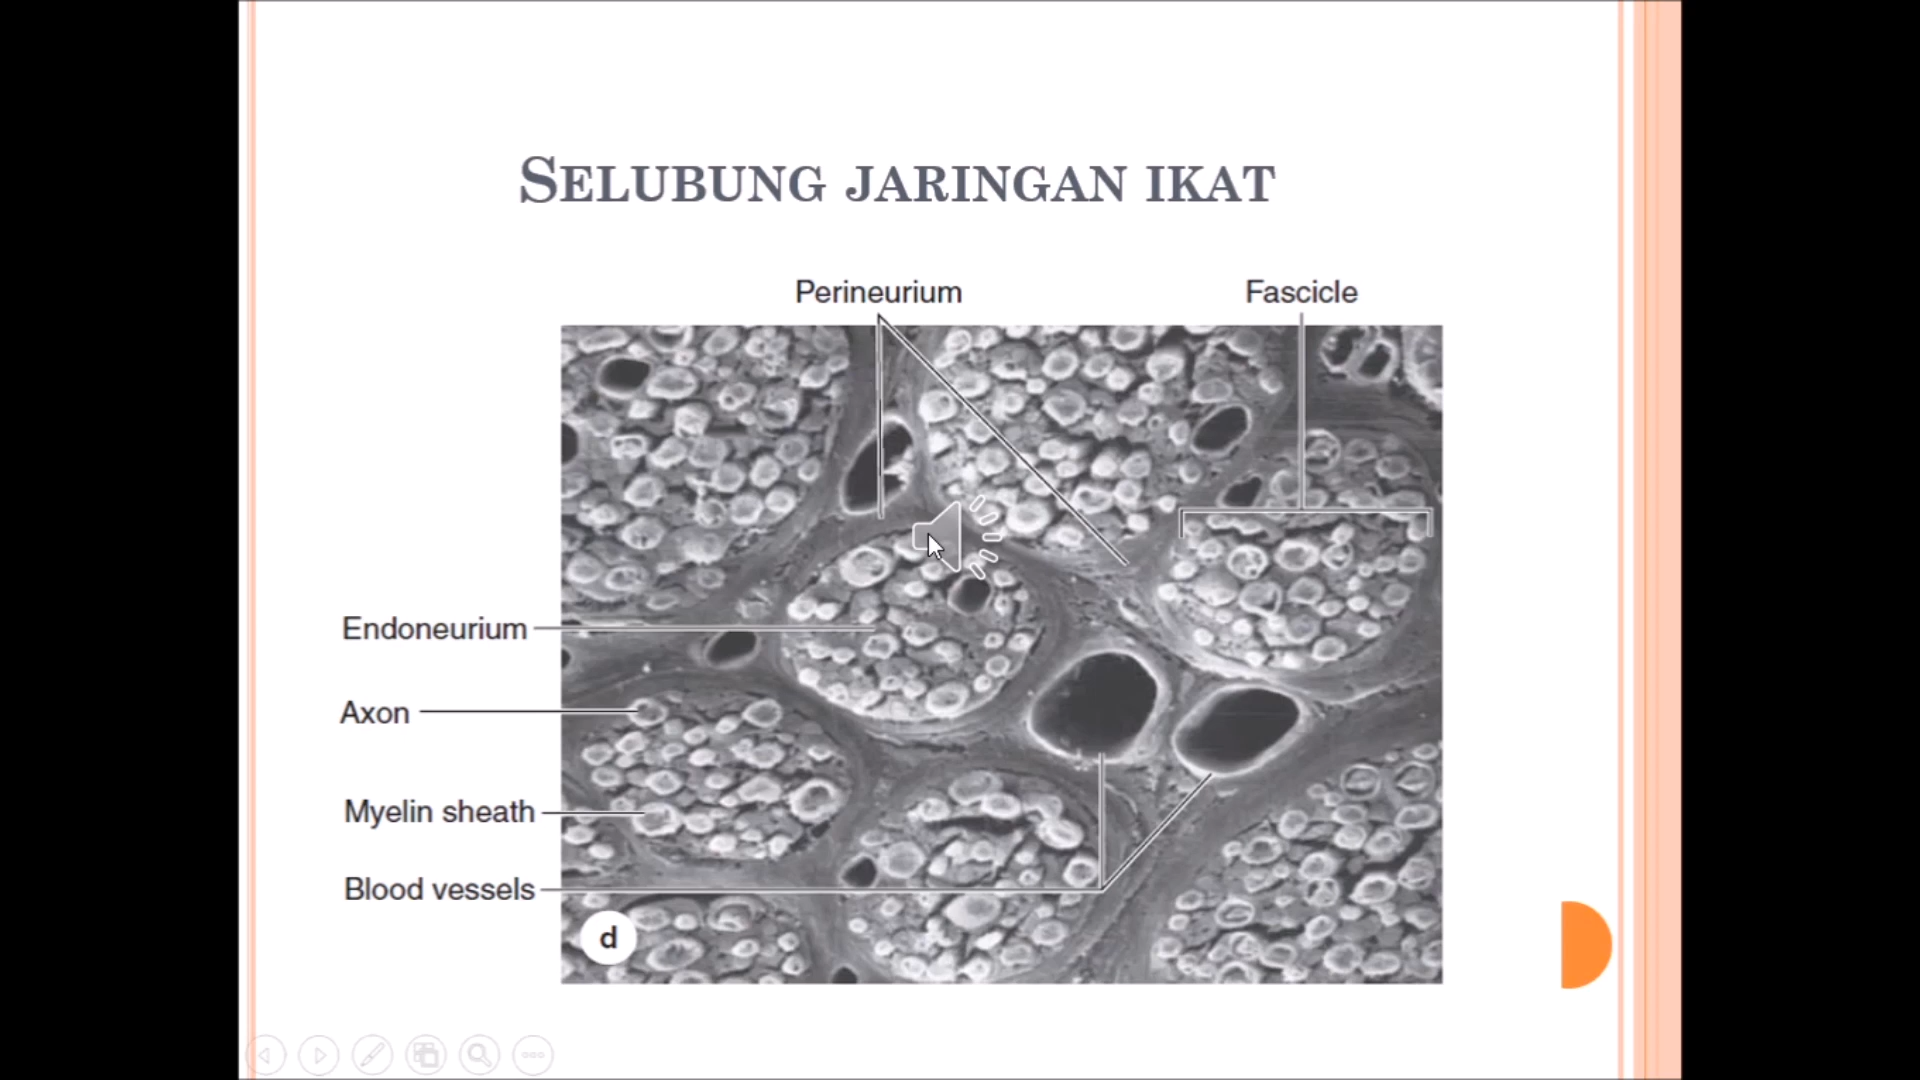 SELUBUNG JARINGAN IKAT
Perineurium
Fascicle
Endoneurium
Axon
Myelin sheath
Blood vessels
d